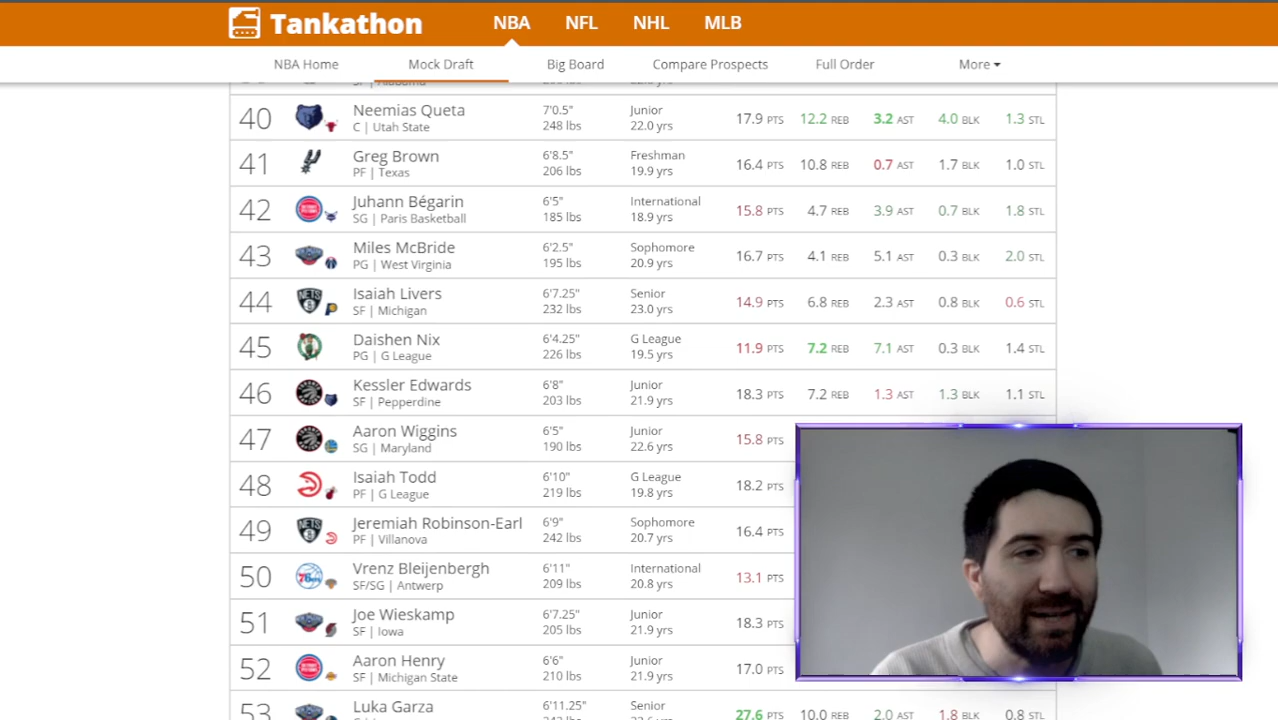 Tankathon NBA NFL NHL MLB
NBA Home Mock Draft Big Board Compare Prospects Full Order More
40 Neemias Queta 7'0.5" Junior 17.9 PTS 12.2 REB 3.2 AST 4.0 BLK 1.3 STL
C | Utah State 248 lbs 22.0 yrs
41 Greg Brown 6'8.5" Freshman 16.4 PTS 10.8 REB 0.7 AST 1.7 BLK 1.0 STL
PF | Texas 206 lbs 19.9 yrs
42 Juhann Bégarin 6'5" International 15.8 PTS 4.7 REB 3.9 AST 0.7 BLK 1.8 STL
SG | Paris Basketball 185 lbs 18.9 yrs
43 Miles McBride 6'2.5" Sophomore 16.7 PTS 4.1 REB 5.1 AST 0.3 BLK 2.0 STL
PG | West Virginia 195 lbs 20.9 yrs
44 Isaiah Livers 6'7.25" Senior 14.9 PTS 6.8 REB 2.3 AST 0.8 BLK 0.6 STL
SF | Michigan 232 lbs 23.0 yrs
45 Daishen Nix 6'4.25" G League 11.9 PTS 7.2 REB 7.1 AST 0.3 BLK 1.4 STL
PG | G League 226 lbs 19.5 yrs
46 Kessler Edwards 6'8" Junior 18.3 PTS 7.2 REB 1.3 AST 1.3 BLK 1.1 STL
SF | Pepperdine 203 lbs 21.9 yrs
47 Aaron Wiggins 6'5" Junior 15.8 PTS
SG | Maryland 190 lbs 22.6 yrs
48 Isaiah Todd 6'10" G League 18.2 PTS
PF | G League 219 lbs 19.8 yrs
49 Jeremiah Robinson-Earl 6'9" Sophomore 16.4 PTS
PF | Villanova 242 lbs 20.7 yrs
50 Vrenz Bleijenbergh 6'11" International 13.1 PTS
SF/SG | Antwerp 209 lbs 20.8 yrs
51 Joe Wieskamp 6'7.25" Junior 18.3 PTS
SF | Iowa 205 lbs 21.9 yrs
52 Aaron Henry 6'6" Junior 17.0 PTS
SF | Michigan State 210 lbs 21.9 yrs
53 Luka Garza 6'11.25" Senior 27.6 PTS 10.0 REB 2.0 AST 1.8 BLK 0.8 STL